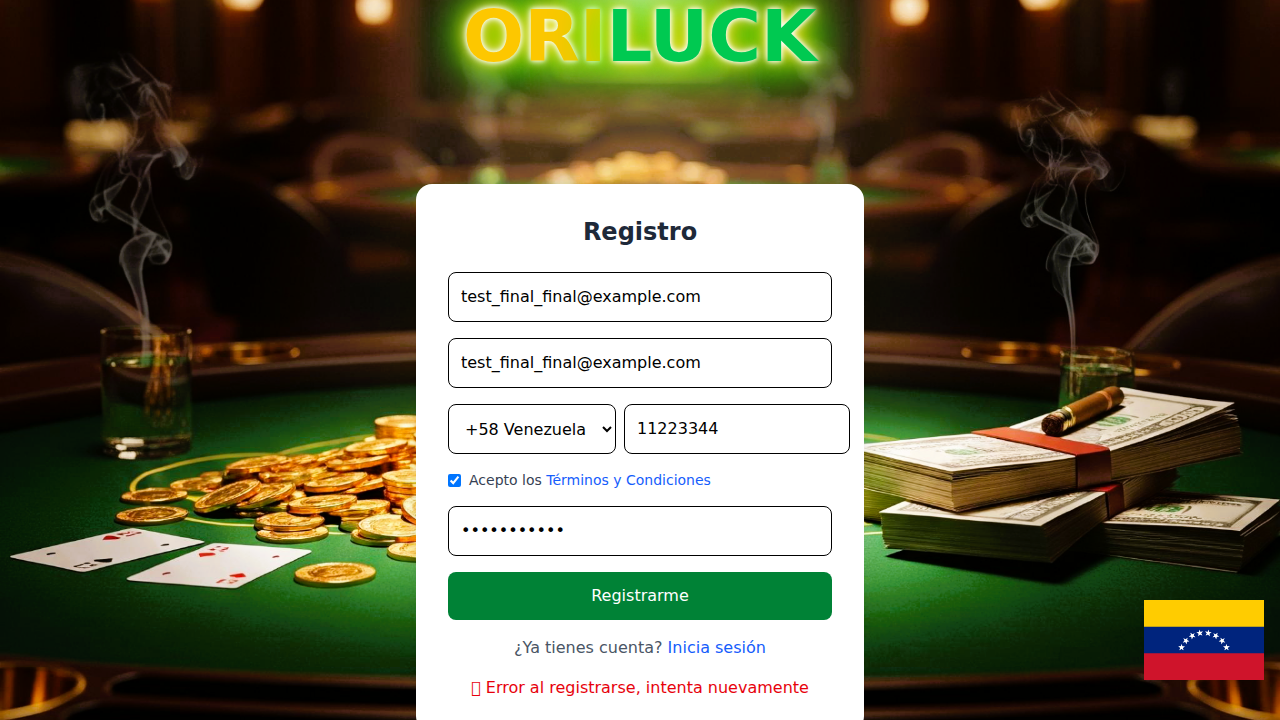 ORILUCK
Registro
test_final_final@example.com
test_final_final@example.com
+58 Venezuela 11223344
Acepto los Términos y Condiciones
•••••••••••
Registrarme
¿Ya tienes cuenta? Inicia sesión
Error al registrarse, intenta nuevamente